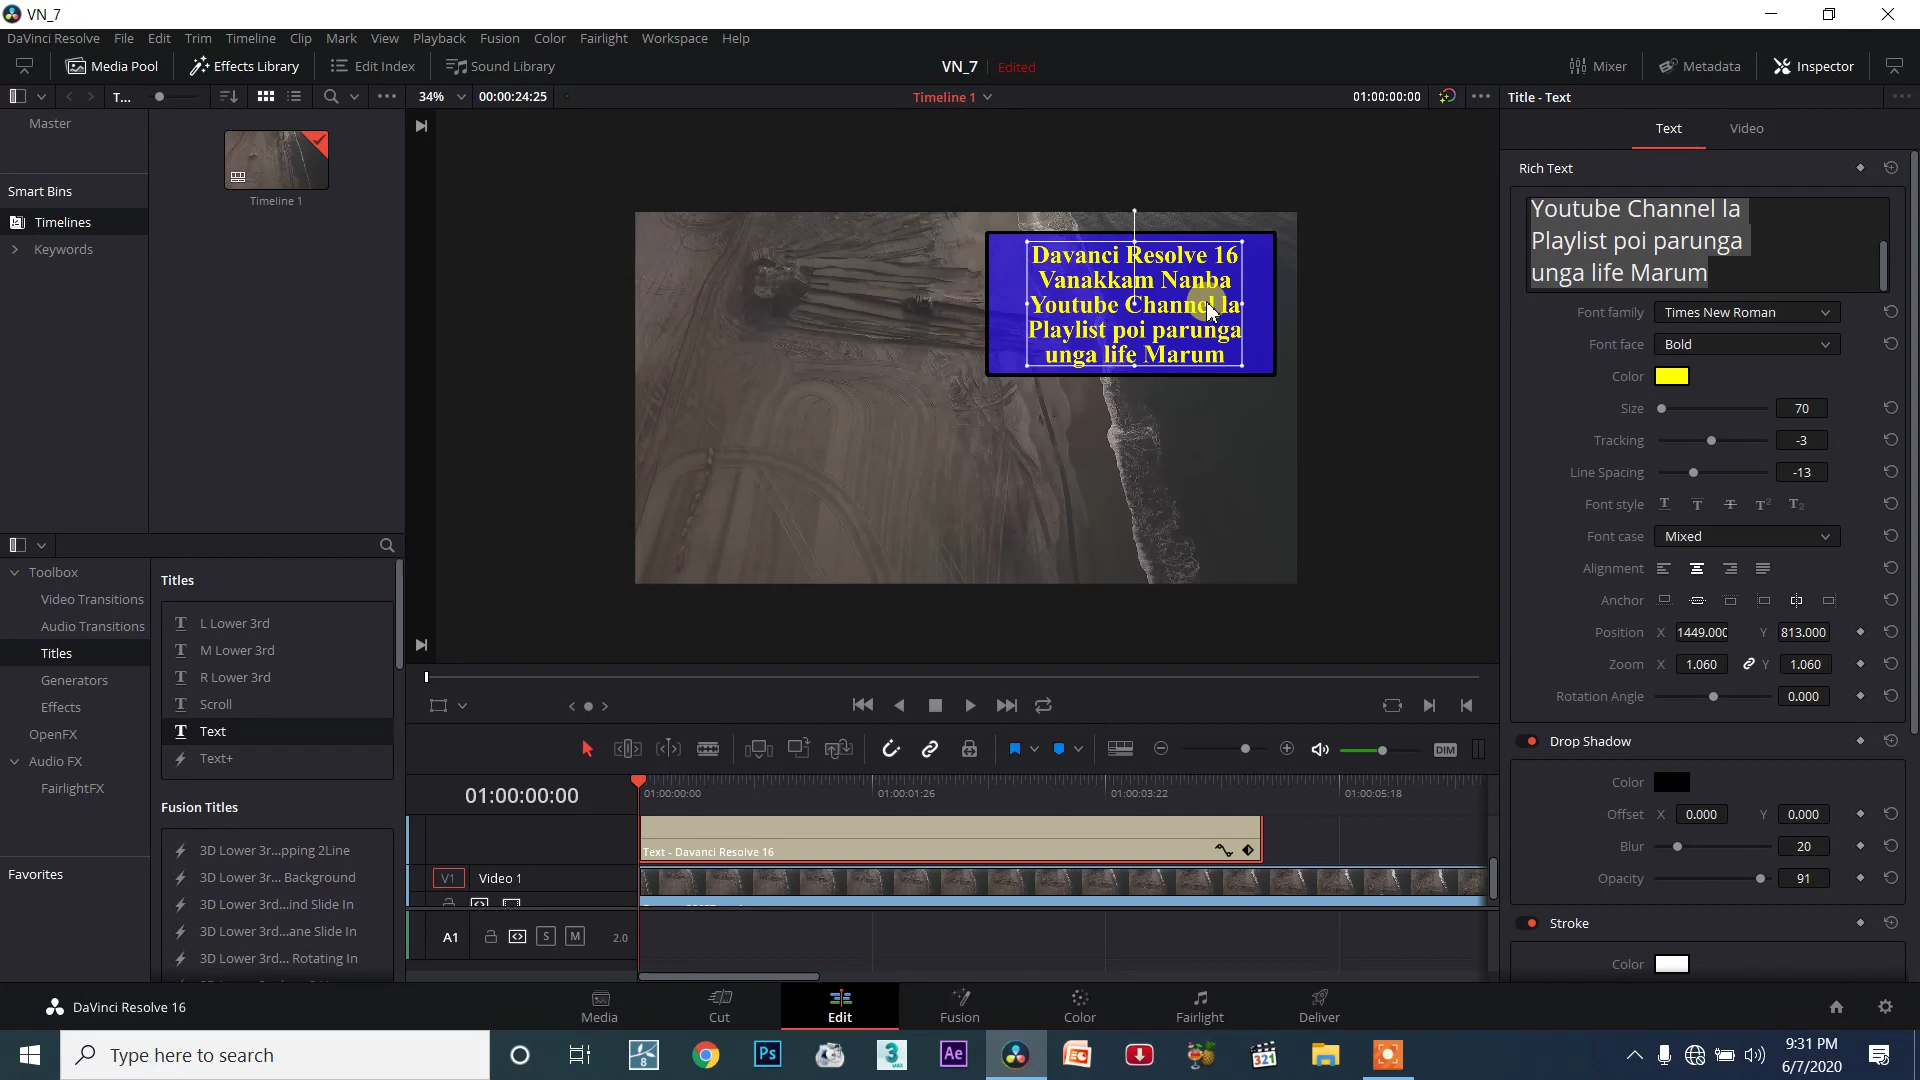 VN_7
DaVinci Resolve File Edit Trim Timeline Clip Mark View Playback Fusion Color Fairlight Workspace Help
Media Pool Effects Library Edit Index Sound Library VN_7 Edited Mixer Metadata Inspector
T... 34% 00:00:24:25 Timeline 1 01:00:00:00 Title - Text
Master
Smart Bins
Timelines
Keywords
Timeline 1
Davanci Resolve 16
Vanakkam Nanba
Youtube Channel la
Playlist poi parunga
unga life Marum
Text Video
Rich Text
Youtube Channel la
Playlist poi parunga
unga life Marum
Font family Times New Roman
Font face Bold
Color
Size 70
Tracking -3
Line Spacing -13
Font style T T T T² T₂
Font case Mixed
Alignment
Anchor
Position X 1449.000 Y 813.000
Zoom X 1.060 Y 1.060
Rotation Angle 0.000
Drop Shadow
Color
Offset X 0.000 Y 0.000
Blur 20
Opacity 91
Stroke
Color
Toolbox
Video Transitions
Audio Transitions
Titles
Generators
Effects
OpenFX
Audio FX
FairlightFX
Favorites
Titles
T L Lower 3rd
T M Lower 3rd
T R Lower 3rd
T Scroll
T Text
Text+
Fusion Titles
3D Lower 3r...pping 2Line
3D Lower 3r... Background
3D Lower 3rd...ind Slide In
3D Lower 3rd...ane Slide In
3D Lower 3rd... Rotating In
DIM
01:00:00:00 01:00:00:00 01:00:01:26 01:00:03:22 01:00:05:18
Text - Davanci Resolve 16
V1 Video 1
A1 S M 2.0
DaVinci Resolve 16 Media Cut Edit Fusion Color Fairlight Deliver
Type here to search 8 Ps 3 MAX Ae 321
9:31 PM
6/7/2020